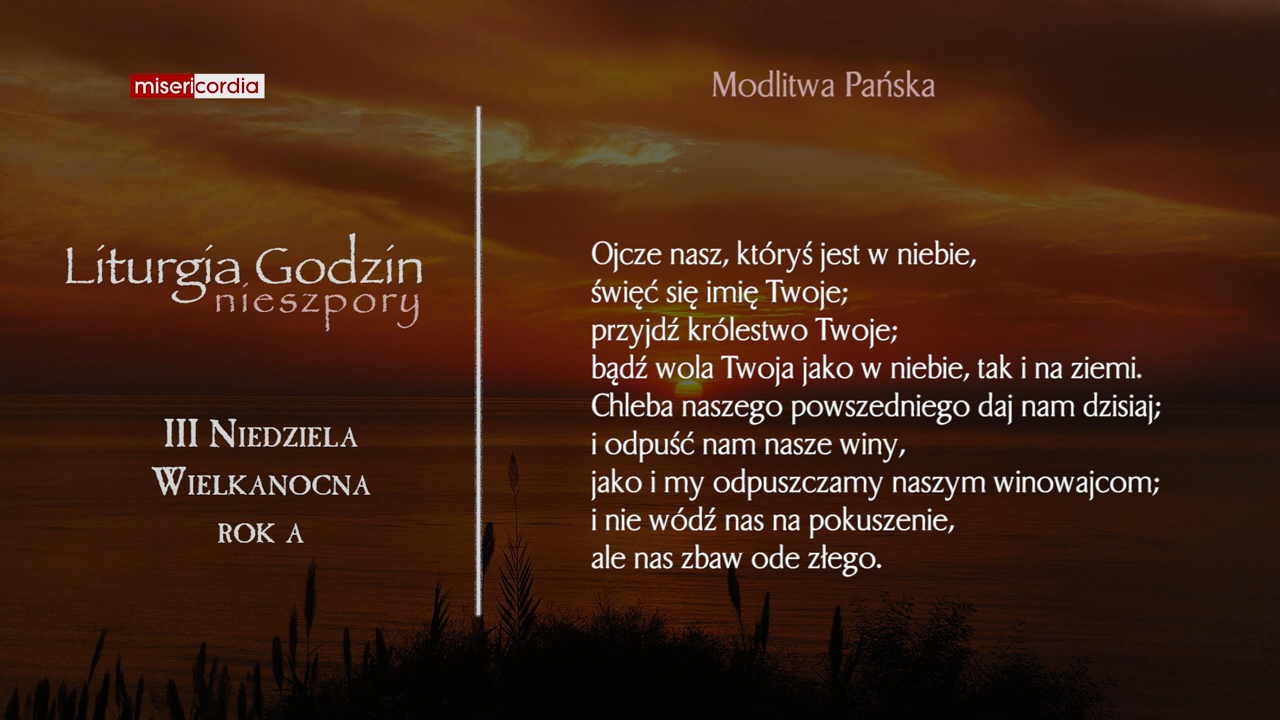 misericordia
Liturgia Godzin
nieszpory
III Niedziela
Wielkanocna
rok a
Modlitwa Pańska
Ojcze nasz, któryś jest w niebie,
święć się imię Twoje;
przyjdź królestwo Twoje;
bądź wola Twoja jako w niebie, tak i na ziemi.
Chleba naszego powszedniego daj nam dzisiaj;
i odpuść nam nasze winy,
jako i my odpuszczamy naszym winowajcom;
i nie wódź nas na pokuszenie,
ale nas zbaw ode złego.